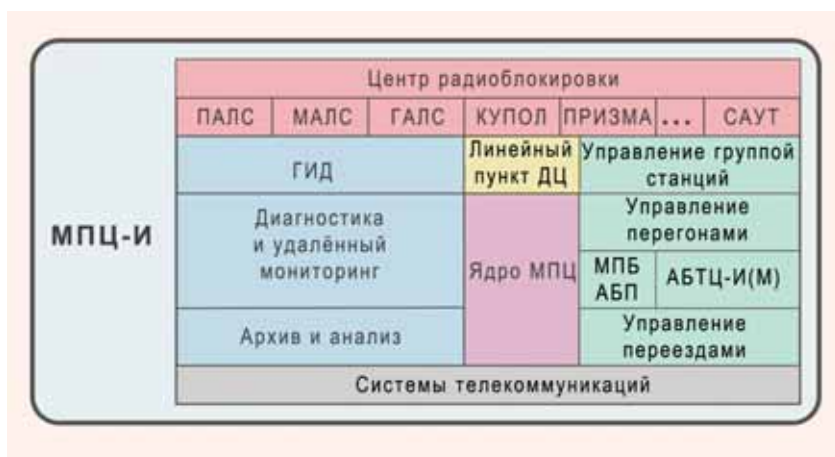 МПЦ-И
Центр радиоблокировки
ПАЛС МАЛС ГАЛС КУПОЛ ПРИЗМА ... САУТ
ГИД
Линейный
пункт ДЦ
Управление группой
станций
Диагностика
и удалённый
мониторинг
Ядро МПЦ
Управление
перегонами
МПБ
АБП
АБТЦ-И(М)
Архив и анализ
Управление
переездами
Системы телекоммуникаций